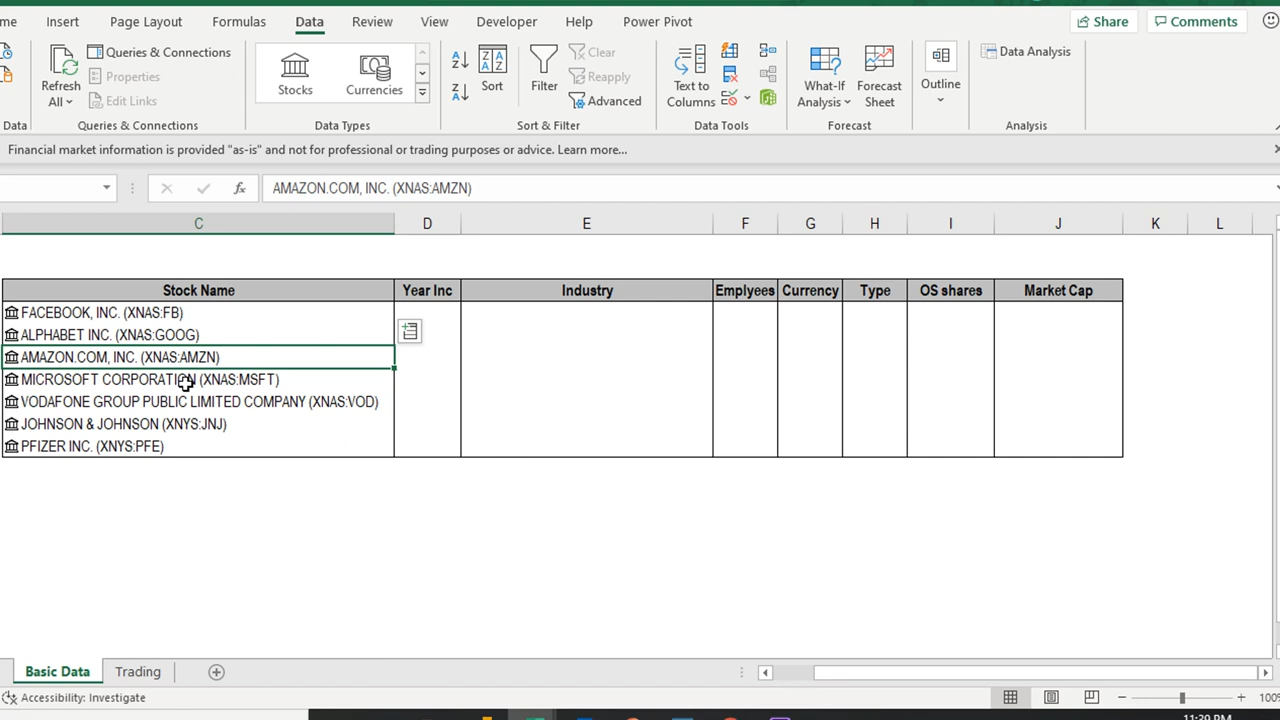 me Insert Page Layout Formulas Data Review View Developer Help Power Pivot Share Comments
Queries & Connections
Properties
Edit Links
Refresh
All
Stocks
Currencies
Sort
Filter
Clear
Reapply
Advanced
Text to
Columns
What-If
Analysis
Forecast
Sheet
Outline
Data Analysis
Data Queries & Connections Data Types Sort & Filter Data Tools Forecast Analysis
Financial market information is provided "as-is" and not for professional or trading purposes or advice. Learn more...
fx AMAZON.COM, INC. (XNAS:AMZN)
C D E F G H I J K L
Stock Name Year Inc Industry Emplyees Currency Type OS shares Market Cap
FACEBOOK, INC. (XNAS:FB)
ALPHABET INC. (XNAS:GOOG)
AMAZON.COM, INC. (XNAS:AMZN)
MICROSOFT CORPORATION (XNAS:MSFT)
VODAFONE GROUP PUBLIC LIMITED COMPANY (XNAS:VOD)
JOHNSON & JOHNSON (XNYS:JNJ)
PFIZER INC. (XNYS:PFE)
Basic Data Trading
Accessibility: Investigate 100%